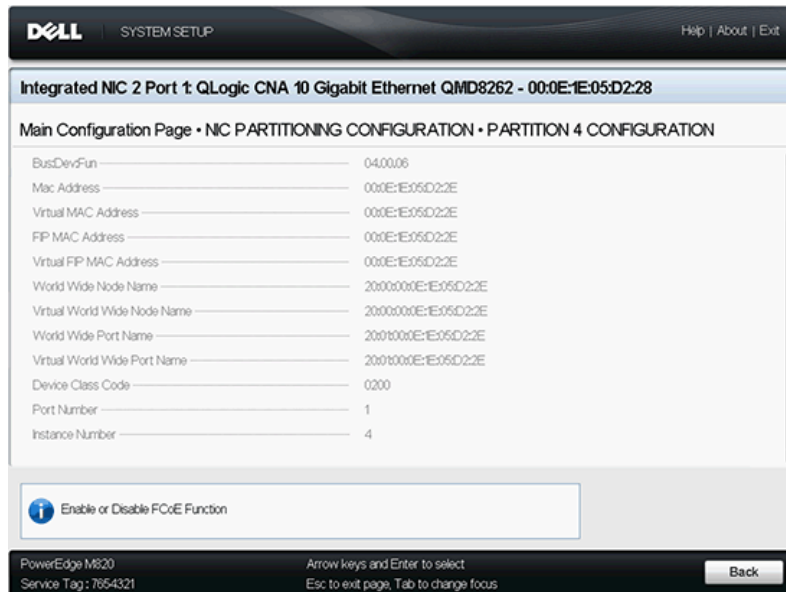 DELL SYSTEM SETUP Help | About | Exit
Integrated NIC 2 Port 1: QLogic CNA 10 Gigabit Ethernet QMD8262 - 00:0E:1E:05:D2:28
Main Configuration Page • NIC PARTITIONING CONFIGURATION • PARTITION 4 CONFIGURATION
Bus:Dev:Fun 04:00:06
Mac Address 00:0E:1E:05:D2:2E
Virtual MAC Address 00:0E:1E:05:D2:2E
FIP MAC Address 00:0E:1E:05:D2:2E
Virtual FIP MAC Address 00:0E:1E:05:D2:2E
World Wide Node Name 20:00:00:0E:1E:05:D2:2E
Virtual World Wide Node Name 20:00:00:0E:1E:05:D2:2E
World Wide Port Name 20:01:00:0E:1E:05:D2:2E
Virtual World Wide Port Name 20:01:00:0E:1E:05:D2:2E
Device Class Code 0200
Port Number 1
Instance Number 4
Enable or Disable FCoE Function
PowerEdge M820 Arrow keys and Enter to select
Service Tag : 7654321 Esc to exit page, Tab to change focus
Back